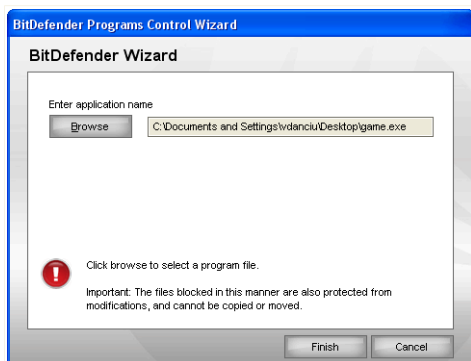 BitDefender Programs Control Wizard
BitDefender Wizard
Enter application name
Browse
C:\Documents and Settings\vdanciu\Desktop\game.exe
Click browse to select a program file.
Important: The files blocked in this manner are also protected from
modifications, and cannot be copied or moved.
Finish
Cancel